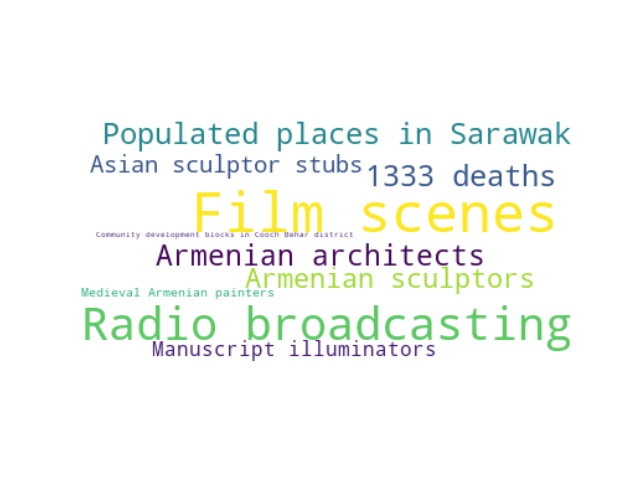 Populated places in Sarawak
Asian sculptor stubs
1333 deaths
Film scenes
Community development blocks in Cooch Behar district
Armenian architects
Armenian sculptors
Medieval Armenian painters
Radio broadcasting
Manuscript illuminators